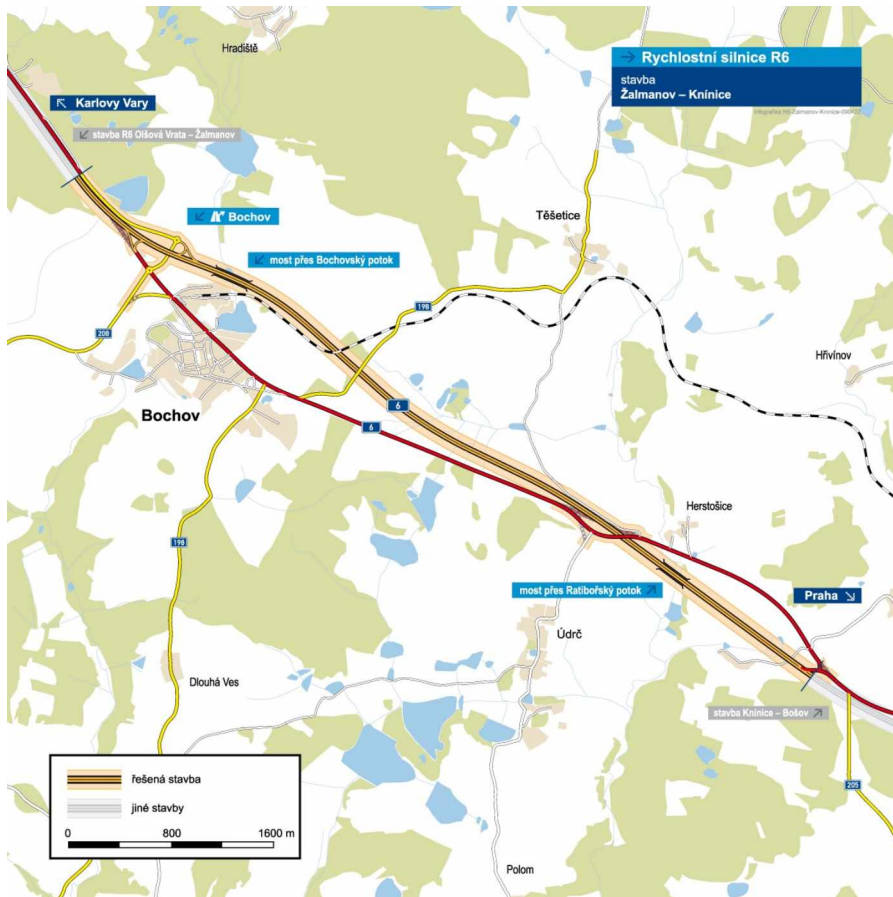 Hradiště
Rychlostní silnice R6
stavba
Žalmanov – Knínice
Karlovy Vary
stavba R6 Olšová Vrata – Žalmanov
Bochov
Těšetice
most přes Bochovský potok
198
208
Hřivínov
6
Bochov
6
Herstošice
198
most přes Ratibořský potok
Praha
Údrč
Dlouhá Ves
stavba Knínice – Bošov
řešená stavba
205
jiné stavby
0 800 1600 m
Polom